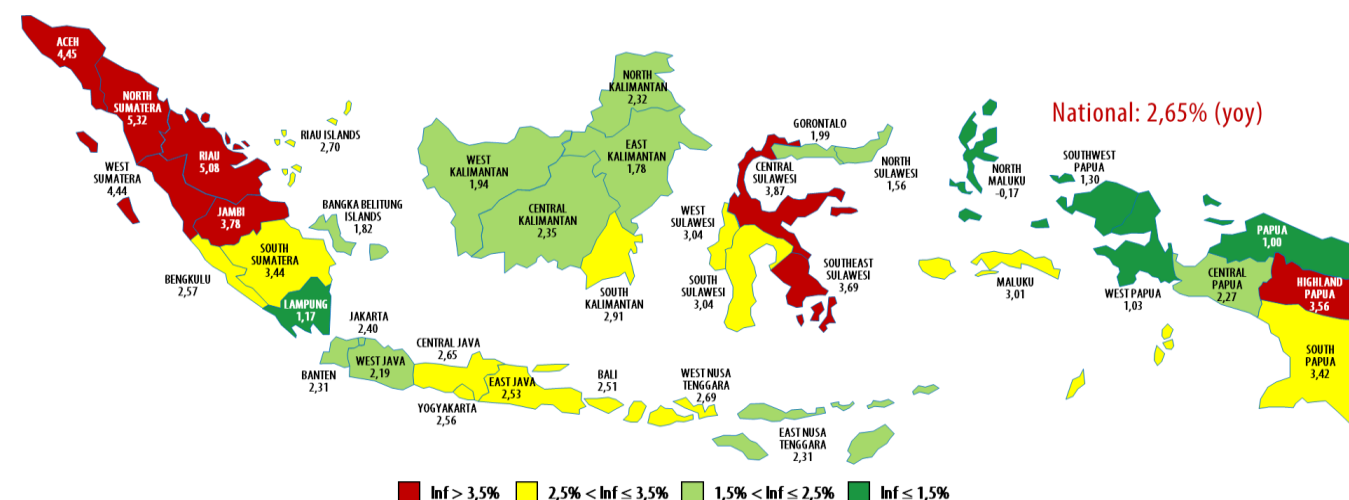 ACEH
4,45
NORTH
SUMATERA
5,32
RIAU
5,08
WEST
SUMATERA
4,44
JAMBI
3,78
RIAU ISLANDS
2,70
BANGKA BELITUNG
ISLANDS
1,82
SOUTH
SUMATERA
3,44
BENGKULU
2,57
LAMPUNG
1,17
JAKARTA
2,40
BANTEN
2,31
WEST JAVA
2,19
CENTRAL JAVA
2,65
YOGYAKARTA
2,56
EAST JAVA
2,53
BALI
2,51
WEST NUSA
TENGGARA
2,69
EAST NUSA
TENGGARA
2,31
NORTH
KALIMANTAN
2,32
WEST
KALIMANTAN
1,94
EAST
KALIMANTAN
1,78
CENTRAL
KALIMANTAN
2,35
SOUTH
KALIMANTAN
2,91
GORONTALO
1,99
CENTRAL
SULAWESI
3,87
NORTH
SULAWESI
1,56
WEST
SULAWESI
3,04
SOUTH
SULAWESI
3,04
SOUTHEAST
SULAWESI
3,69
National: 2,65% (yoy)
NORTH
MALUKU
-0,17
MALUKU
3,01
SOUTHWEST
PAPUA
1,30
WEST PAPUA
1,03
PAPUA
1,00
CENTRAL
PAPUA
2,27
HIGHLAND
PAPUA
3,56
SOUTH
PAPUA
3,42
Inf > 3,5%
2,5% < Inf ≤ 3,5%
1,5% < Inf ≤ 2,5%
Inf ≤ 1,5%